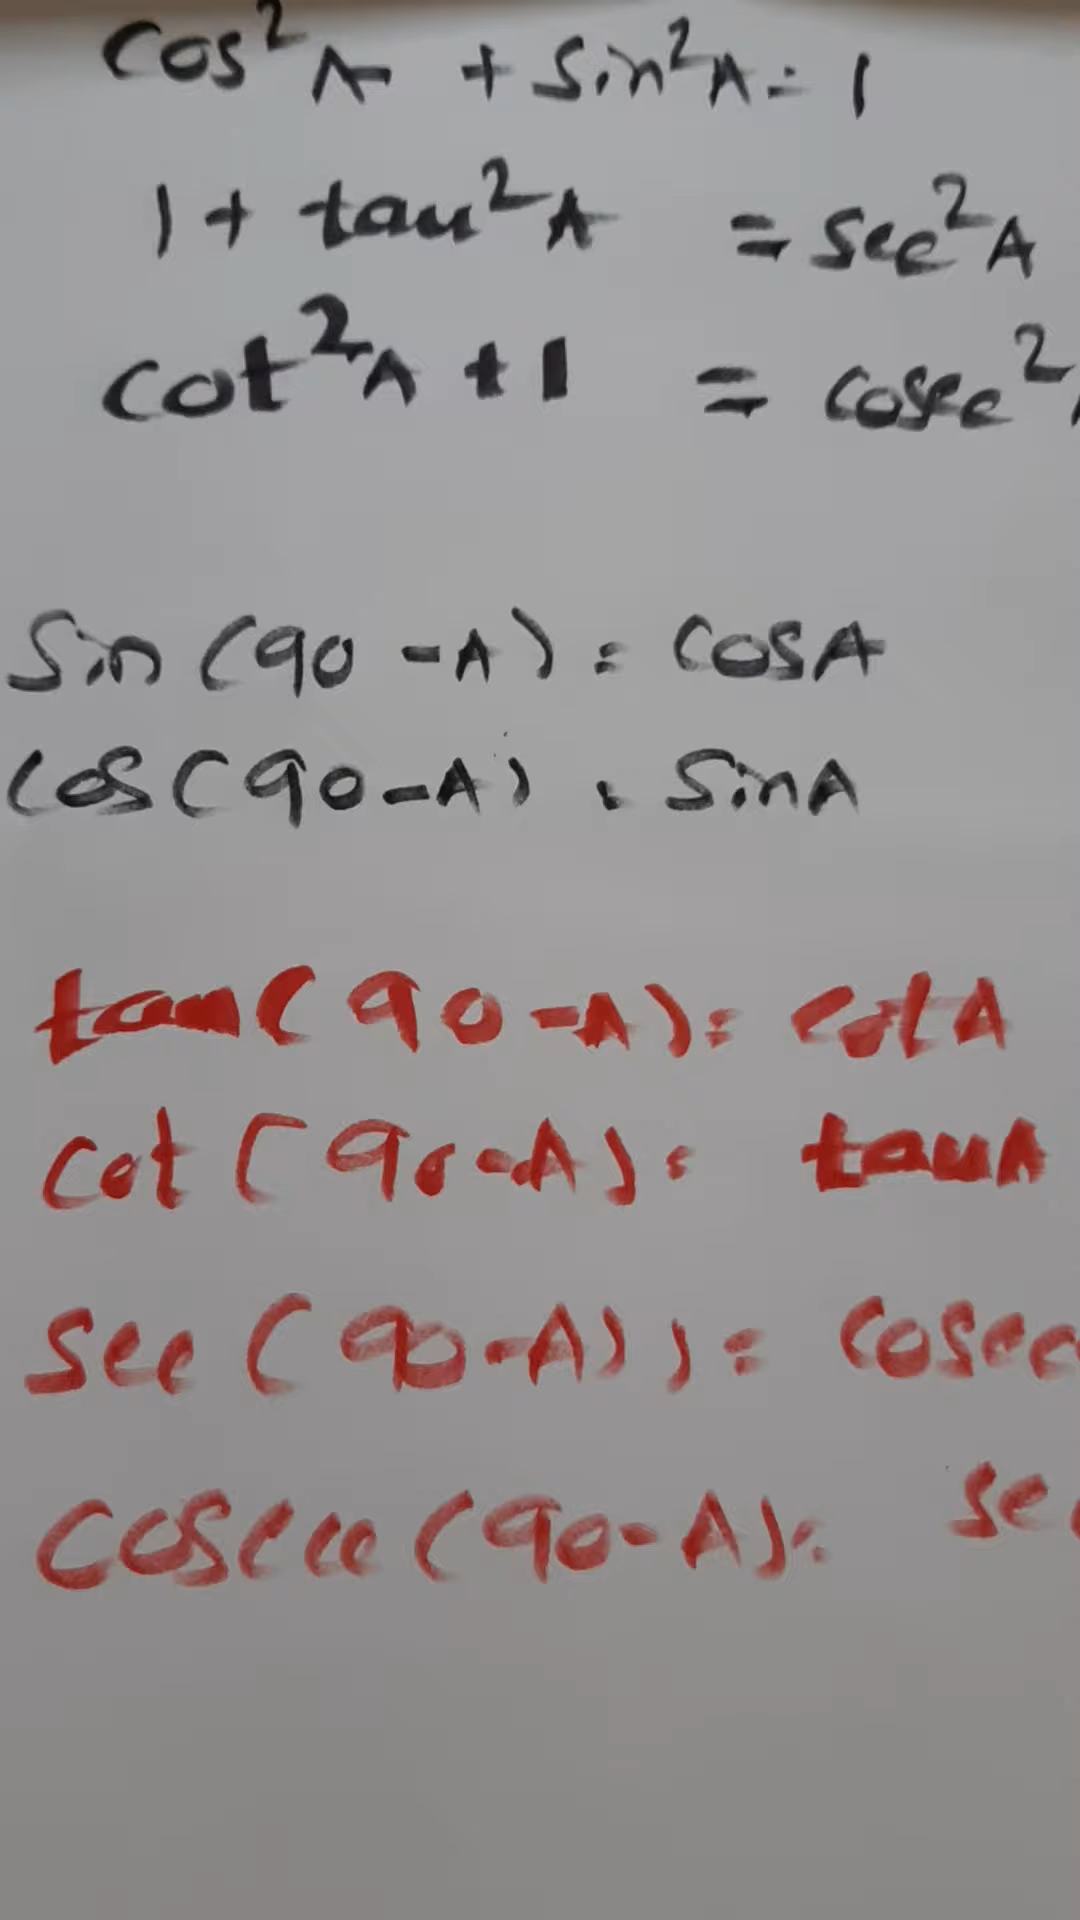 cos²A + sin²A = 1
1 + tan²A = sec²A
cot²A + 1 = cosec²
Sin (90 - A) = cosA
cos (90 - A) = SinA
tan (90 - A) = cotA
cot (90 - A) = tanA
sec (90 - A)) = cosec
cosec (90 - A) = sec